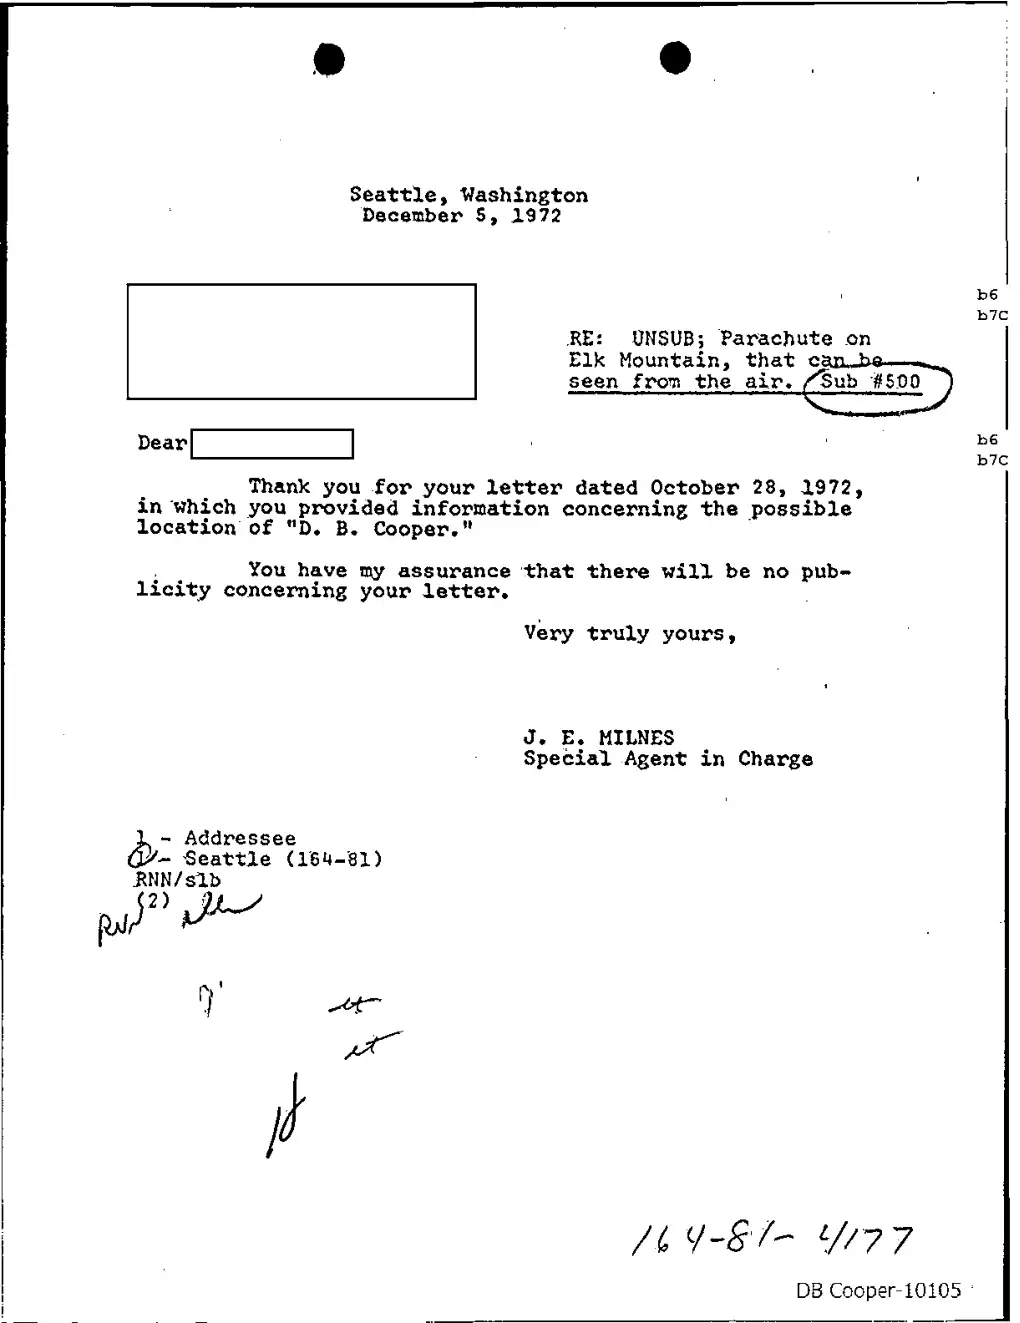 Seattle, Washington
December 5, 1972
b6
b7C
RE: UNSUB; Parachute on
Elk Mountain, that can be
seen from the air. Sub #500
Dear
b6
b7C
Thank you for your letter dated October 28, 1972,
in which you provided information concerning the possible
location of "D. B. Cooper."
You have my assurance that there will be no pub-
licity concerning your letter.
Very truly yours,
J. E. MILNES
Special Agent in Charge
1 - Addressee
1 - Seattle (164-81)
RNN/slb
(2)
164-81-4177
DB Cooper-10105